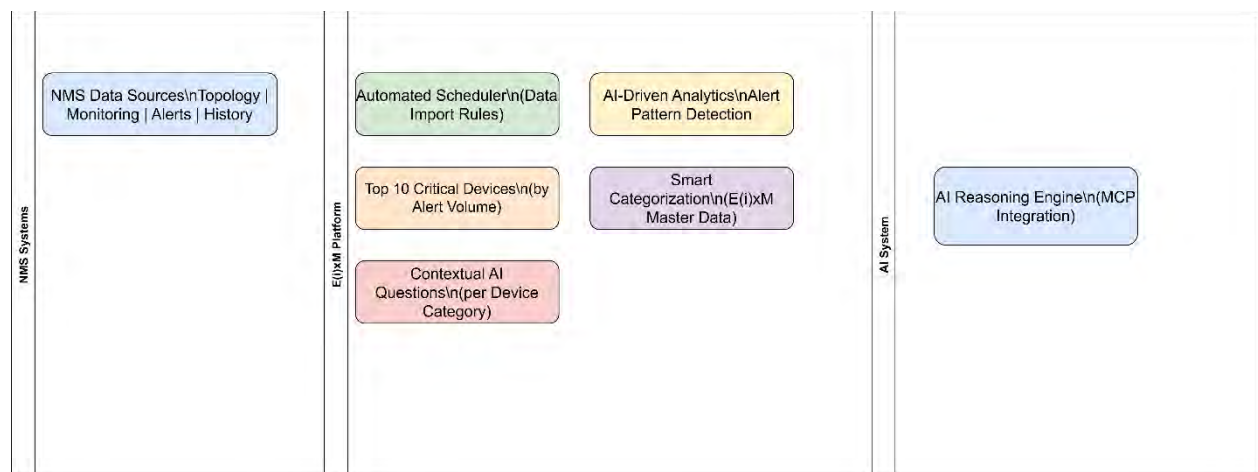 NMS Systems
NMS Data Sources\nTopology |
Monitoring | Alerts | History
E(i)xM Platform
Automated Scheduler\n(Data
Import Rules)
AI-Driven Analytics\nAlert
Pattern Detection
Top 10 Critical Devices\n(by
Alert Volume)
Smart
Categorization\n(E(i)xM
Master Data)
Contextual AI
Questions\n(per Device
Category)
AI System
AI Reasoning Engine\n(MCP
Integration)